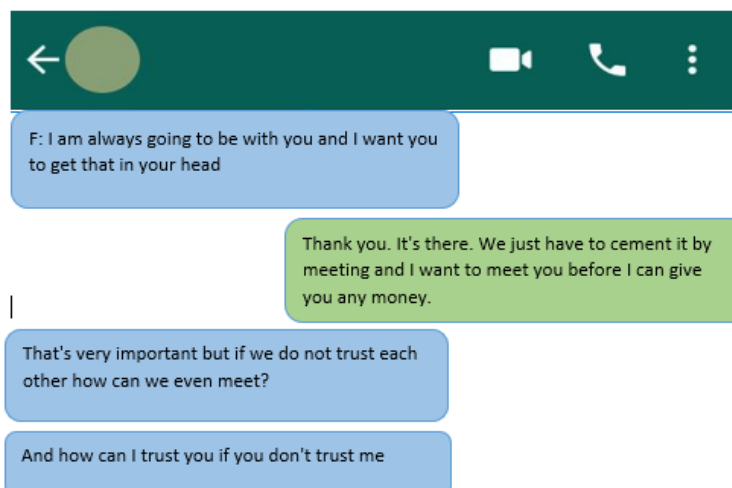 F: I am always going to be with you and I want you
to get that in your head
Thank you. It's there. We just have to cement it by
meeting and I want to meet you before I can give
you any money.
That's very important but if we do not trust each
other how can we even meet?
And how can I trust you if you don't trust me